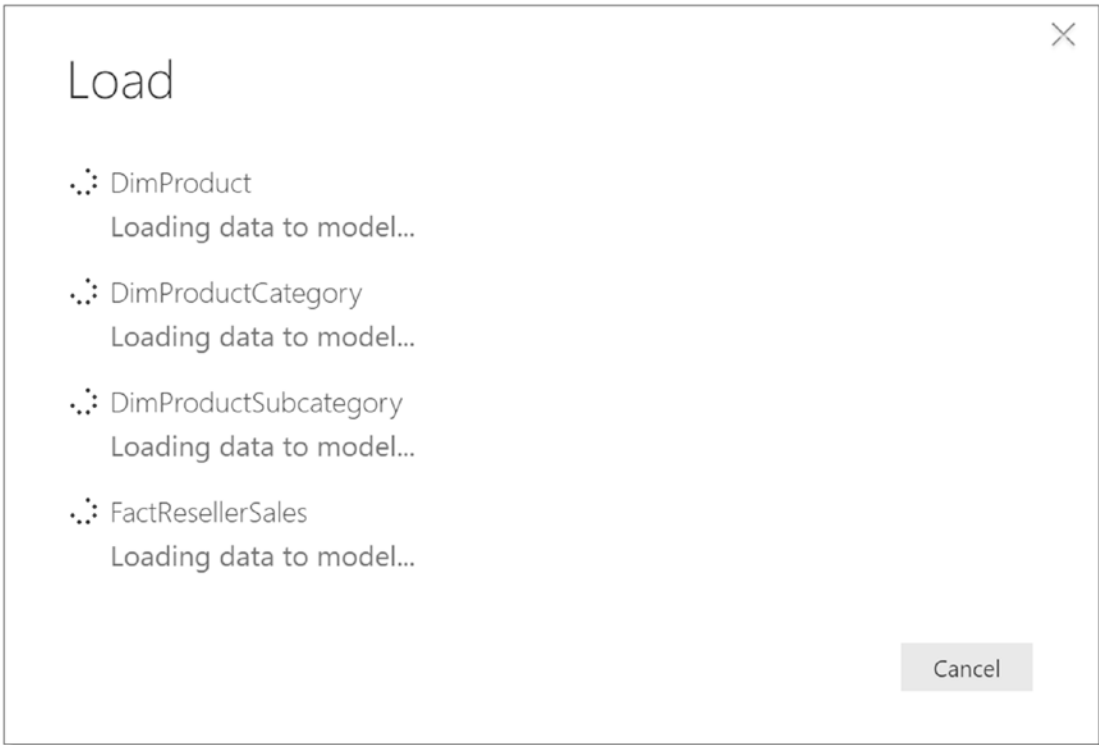 Load
DimProduct
Loading data to model...
DimProductCategory
Loading data to model...
DimProductSubcategory
Loading data to model...
FactResellerSales
Loading data to model...
Cancel